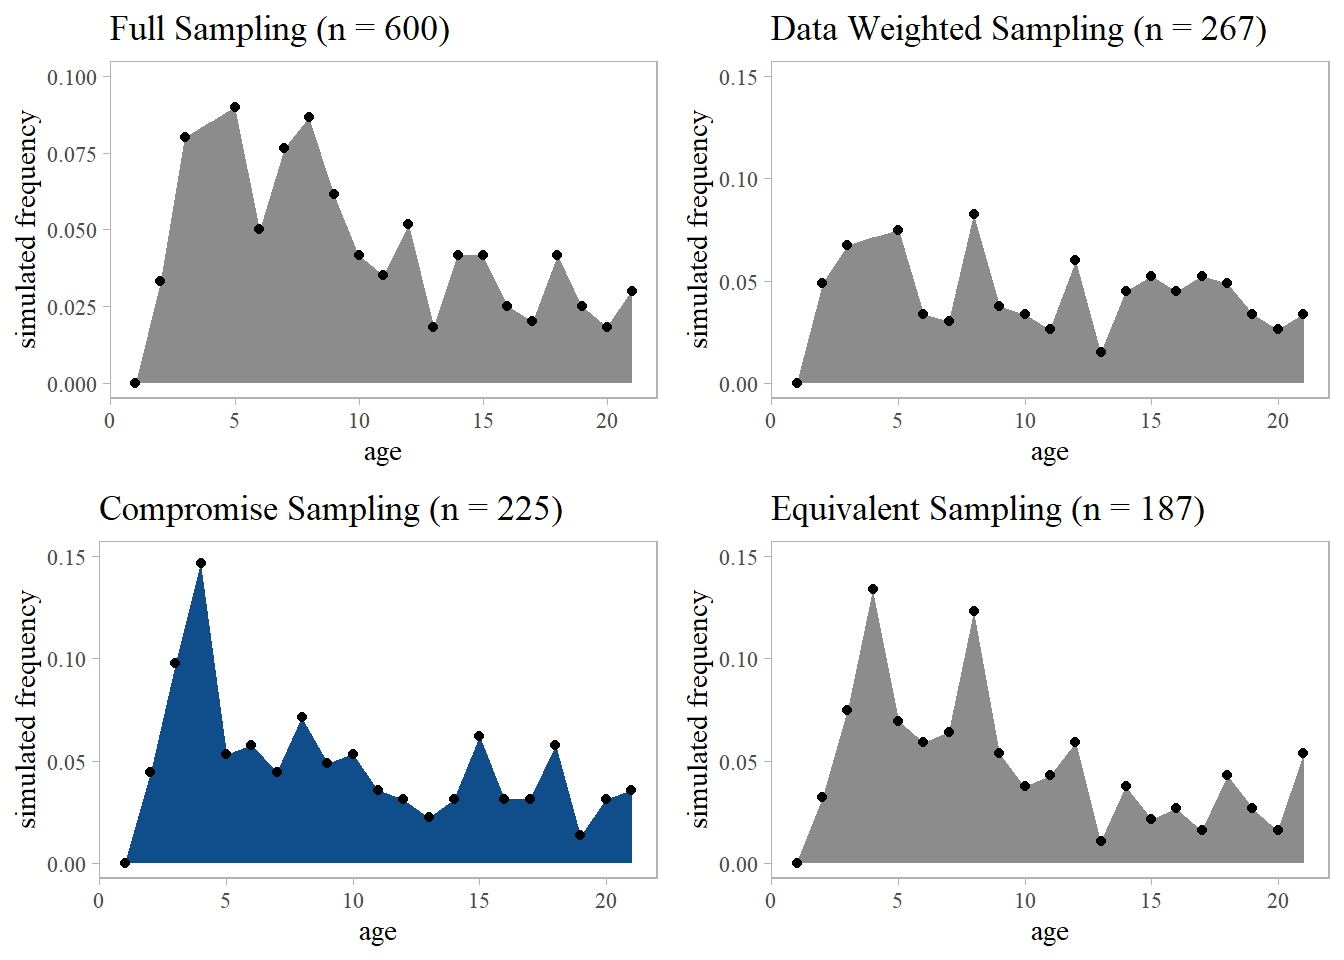 Full Sampling (n = 600)
simulated frequency
0.100
0.075
0.050
0.025
0.000
0 5 10 15 20
age
Data Weighted Sampling (n = 267)
simulated frequency
0.15
0.10
0.05
0.00
0 5 10 15 20
age
Compromise Sampling (n = 225)
simulated frequency
0.15
0.10
0.05
0.00
0 5 10 15 20
age
Equivalent Sampling (n = 187)
simulated frequency
0.15
0.10
0.05
0.00
0 5 10 15 20
age